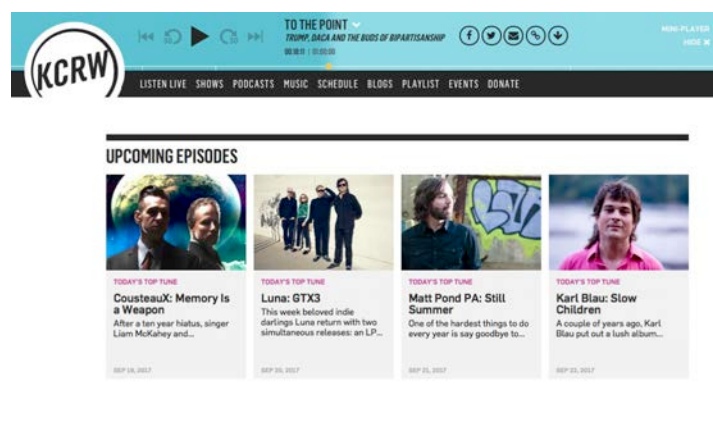 TO THE POINT
TRUMP, DACA AND THE BUDS OF BIPARTISANSHIP
MINI-PLAYER
HIDE X
KCRW
LISTEN LIVE SHOWS PODCASTS MUSIC SCHEDULE BLOGS PLAYLIST EVENTS DONATE
UPCOMING EPISODES
TODAY'S TOP TUNE
CousteauX: Memory Is
a Weapon
After a ten year hiatus, singer
Liam McKahey and...
TODAY'S TOP TUNE
Luna: GTX3
This week beloved indie
darlings Luna return with two
simultaneous releases: an LP...
SEP 20, 2017
TODAY'S TOP TUNE
Matt Pond PA: Still
Summer
One of the hardest things to do
every year is say goodbye to...
SEP 21, 2017
TODAY'S TOP TUNE
Karl Blau: Slow
Children
A couple of years ago, Karl
Blau put out a lush album...
SEP 22, 2017